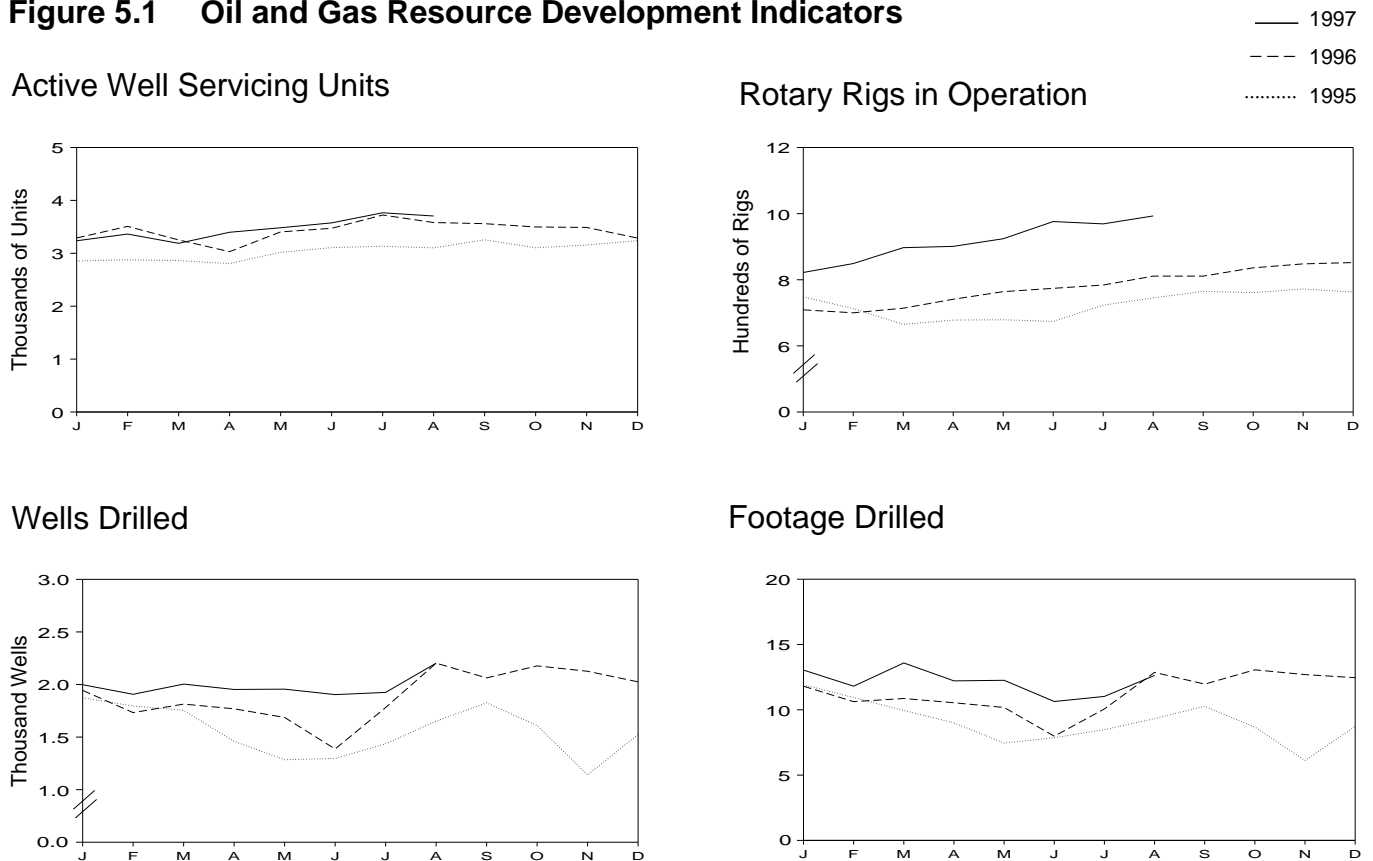 Figure 5.1 Oil and Gas Resource Development Indicators
1997
1996
1995
Active Well Servicing Units
Thousands of Units
5
4
3
2
1
0
J F M A M J J A S O N D
Rotary Rigs in Operation
Hundreds of Rigs
12
10
8
6
0
J F M A M J J A S O N D
Wells Drilled
Thousand Wells
3.0
2.5
2.0
1.5
1.0
0.0
J F M A M J J A S O N D
Footage Drilled
20
15
10
5
0
J F M A M J J A S O N D